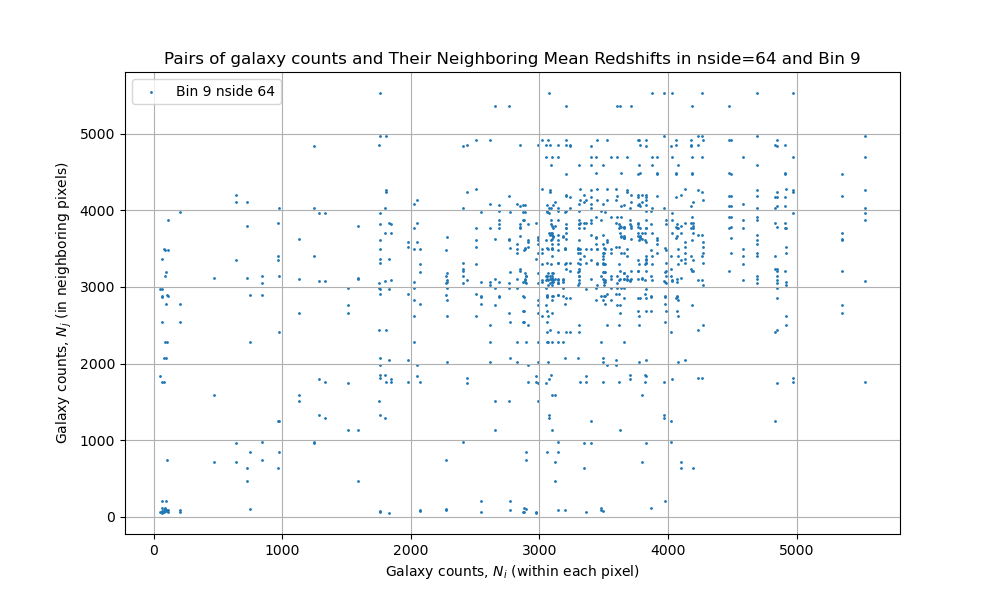 Pairs of galaxy counts and Their Neighboring Mean Redshifts in nside=64 and Bin 9
Bin 9 nside 64
5000
4000
3000
2000
1000
0
Galaxy counts, N_j (in neighboring pixels)
0 1000 2000 3000 4000 5000
Galaxy counts, N_i (within each pixel)